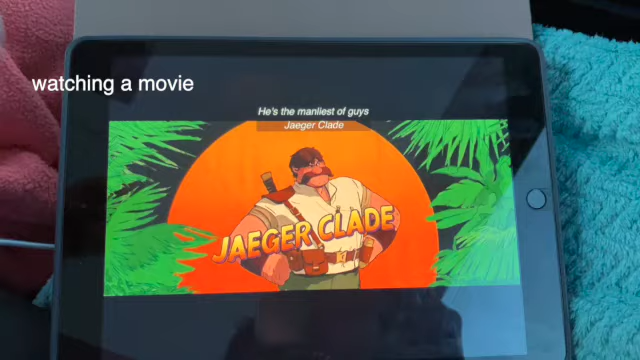 watching a movie
He's the manliest of guys
Jaeger Clade
JAEGER CLADE